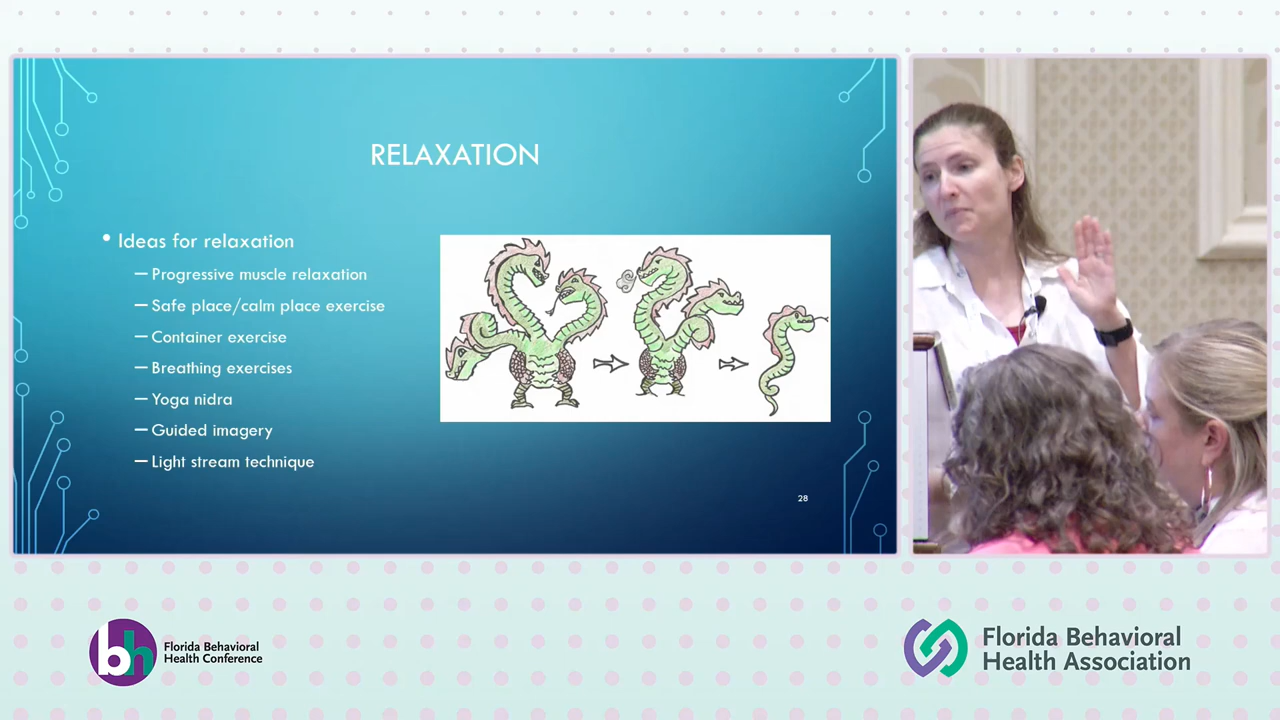 RELAXATION
• Ideas for relaxation
– Progressive muscle relaxation
– Safe place/calm place exercise
– Container exercise
– Breathing exercises
– Yoga nidra
– Guided imagery
– Light stream technique
28
bh
Florida Behavioral
Health Conference
Florida Behavioral
Health Association